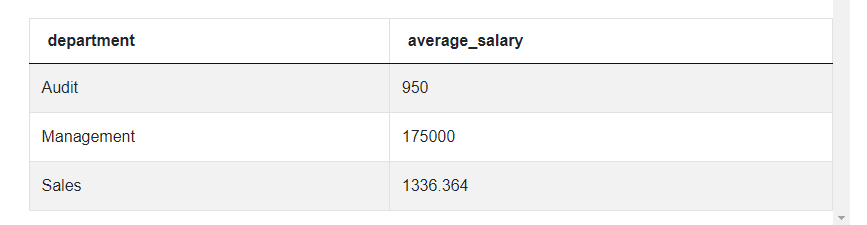 department average_salary
Audit 950
Management 175000
Sales 1336.364